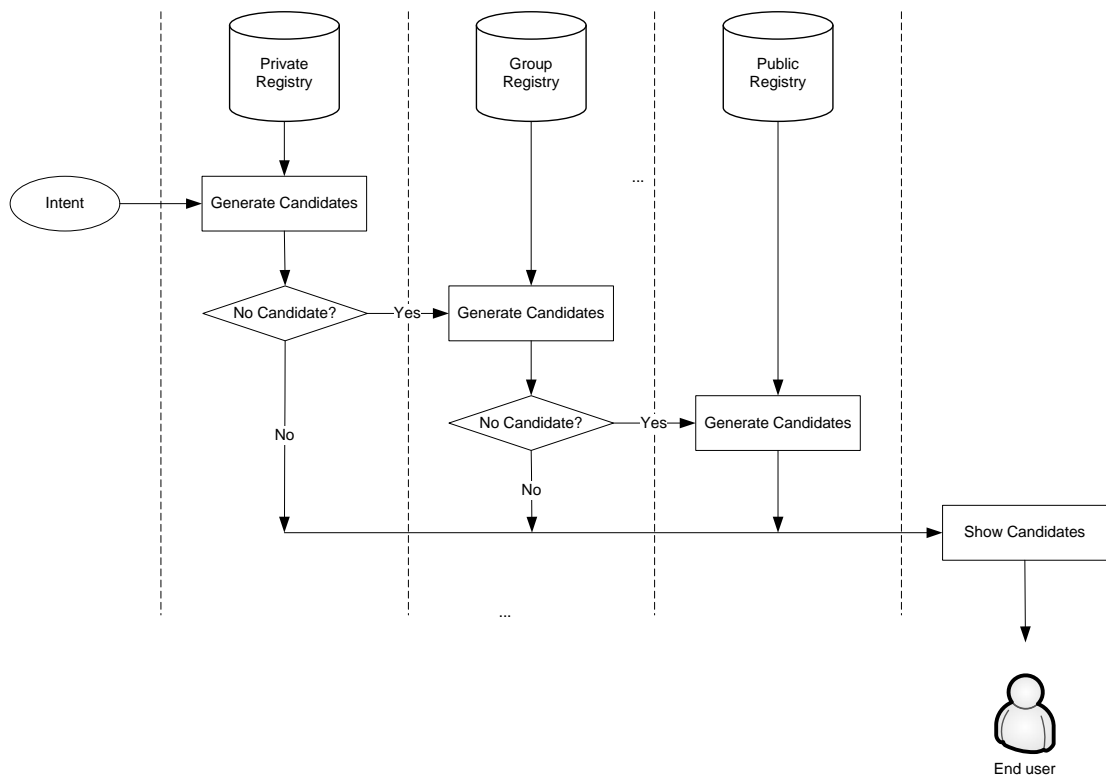 Private
Registry
Group
Registry
Public
Registry
...
Intent
Generate Candidates
No Candidate?
Yes
Generate Candidates
No Candidate?
Yes
Generate Candidates
No
No
Show Candidates
...
End user